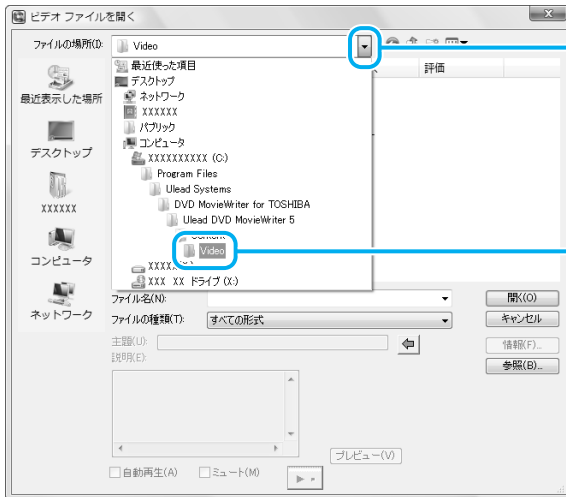 ビデオ ファイルを開く
ファイルの場所(I):
Video
最近使った項目
デスクトップ
ネットワーク
XXXXXX
パブリック
コンピュータ
XXXXXXXXXX (C:)
Program Files
Ulead Systems
DVD MovieWriter for TOSHIBA
Ulead DVD MovieWriter 5
Content
Video
XXXX
XXX XX ドライブ (X:)
評価
最近表示した場所
デスクトップ
XXXXXX
コンピュータ
ネットワーク
ファイル名(N):
開く(O)
ファイルの種類(T):
すべての形式
キャンセル
主題(U):
情報(F)...
説明(E):
参照(B)...
プレビュー(V)
自動再生(A)
ミュート(M)